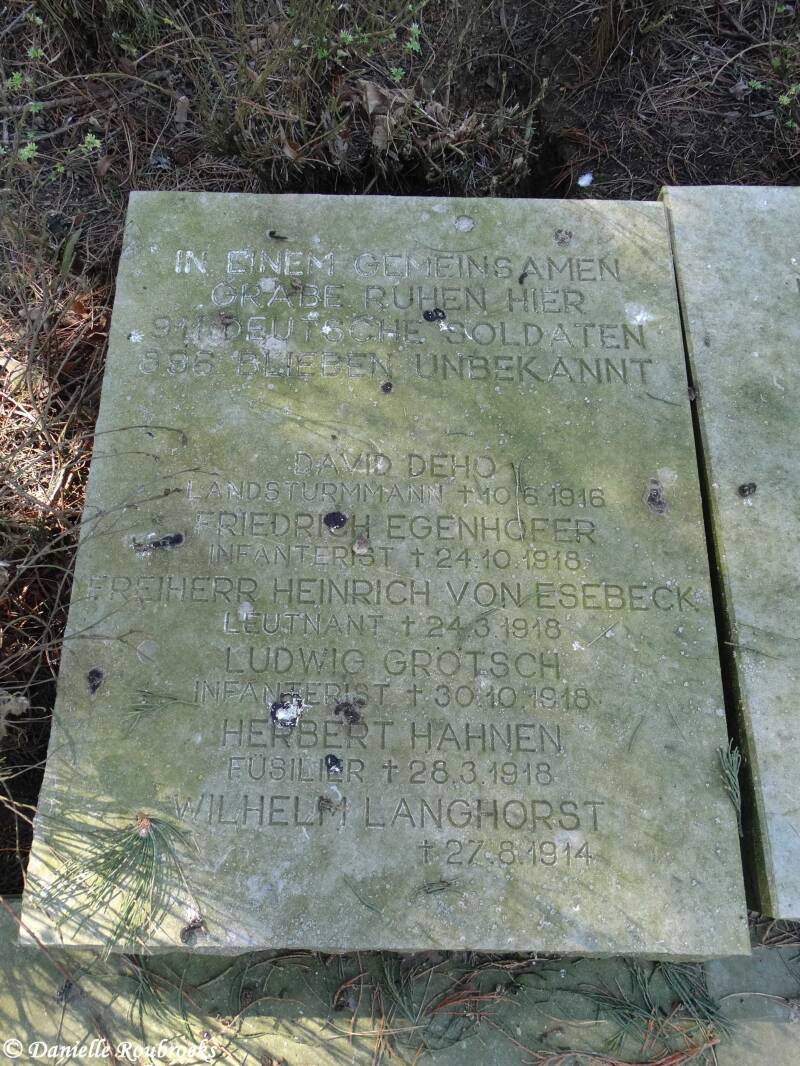 IN EINEM GEMEINSAMEN
GRABE RUHEN HIER
911 DEUTSCHE SOLDATEN
896 BLIEBEN UNBEKANNT
DAVID DEHO
LANDSTURMMANN † 10.6.1916
FRIEDRICH EGENHOFER
INFANTERIST † 24.10.1918
FREIHERR HEINRICH VON ESEBECK
LEUTNANT † 24.3.1918
LUDWIG GROTSCH
INFANTERIST † 30.10.1918
HERBERT HAHNEN
FÜSILIER † 28.3.1918
WILHELM LANGHORST
† 27.8.1914
© Danielle Roubroeks